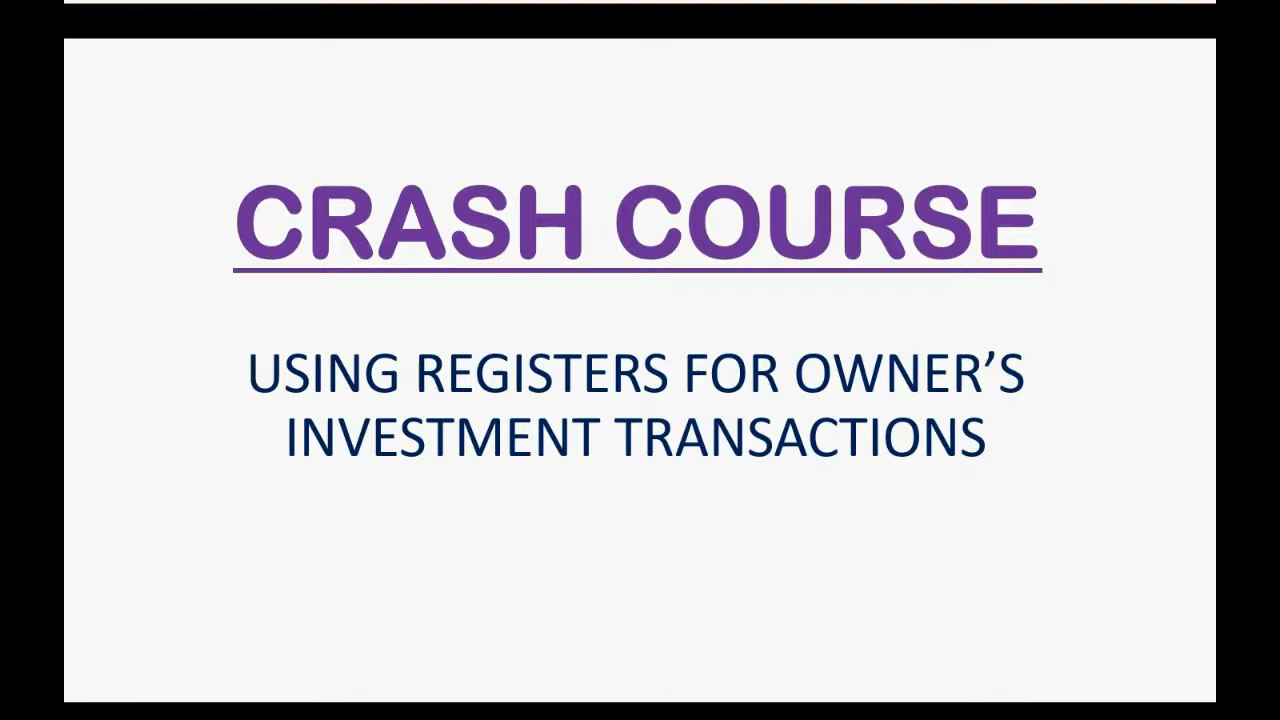 CRASH COURSE
USING REGISTERS FOR OWNER’S
INVESTMENT TRANSACTIONS